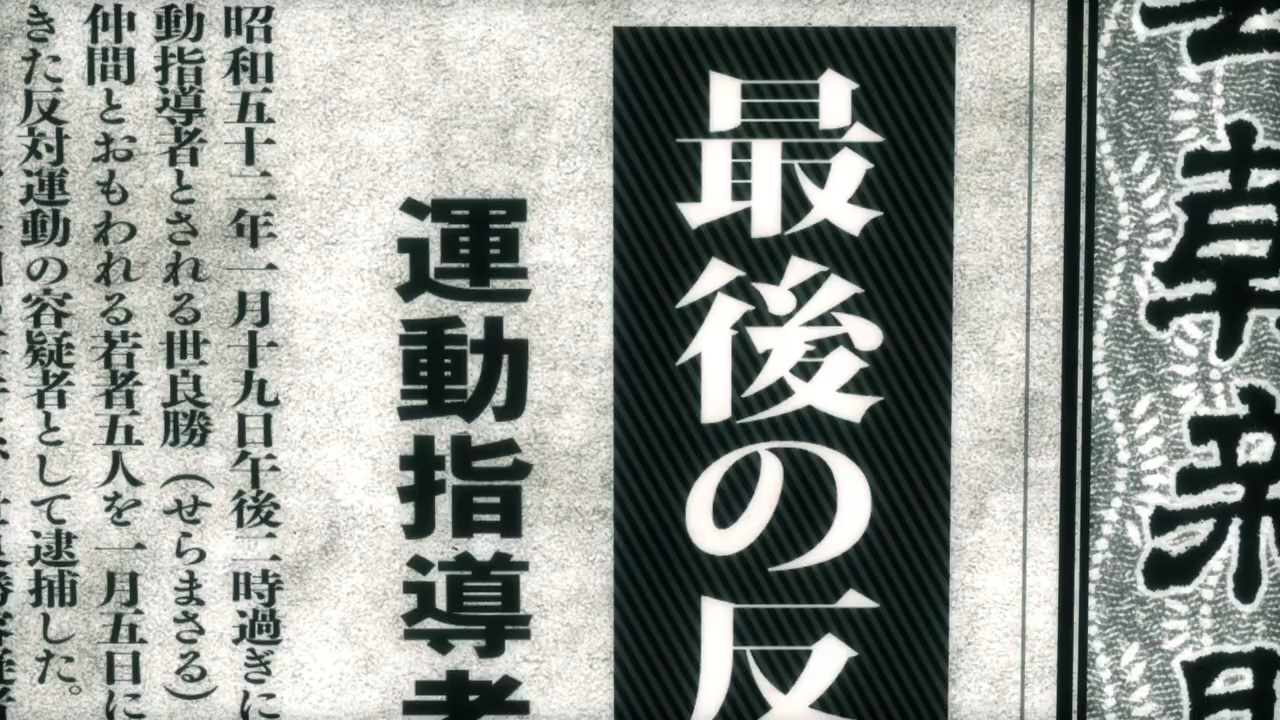 草
最後の反
運動指導者
昭和五十二年一月十九日午後二時過ぎに
動指導者とされる世良勝（せらまさる）
仲間とおもわれる若者五人を一月五日に
きた反対運動の容疑者として逮捕した。